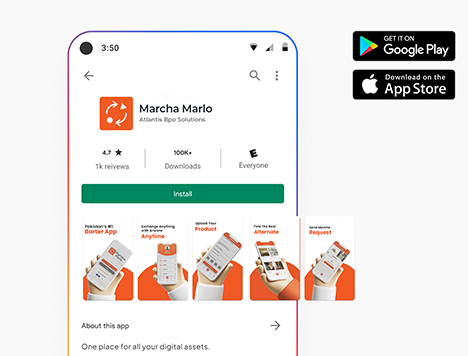 GET IT ON
Google Play
Download on the
App Store
3:50
Marcha Marlo
Atlantis Bpo Solutions
4.7 ★
100K+
E
1k reivews
Downloads
Everyone
Install
Pakistan's #1
Barter App
Exchange Anything
with Anyone
Anytime
Upload Your
Product
Find The Best
Alternate
Send Marcha
Request
About this app
One place for all your digital assets.